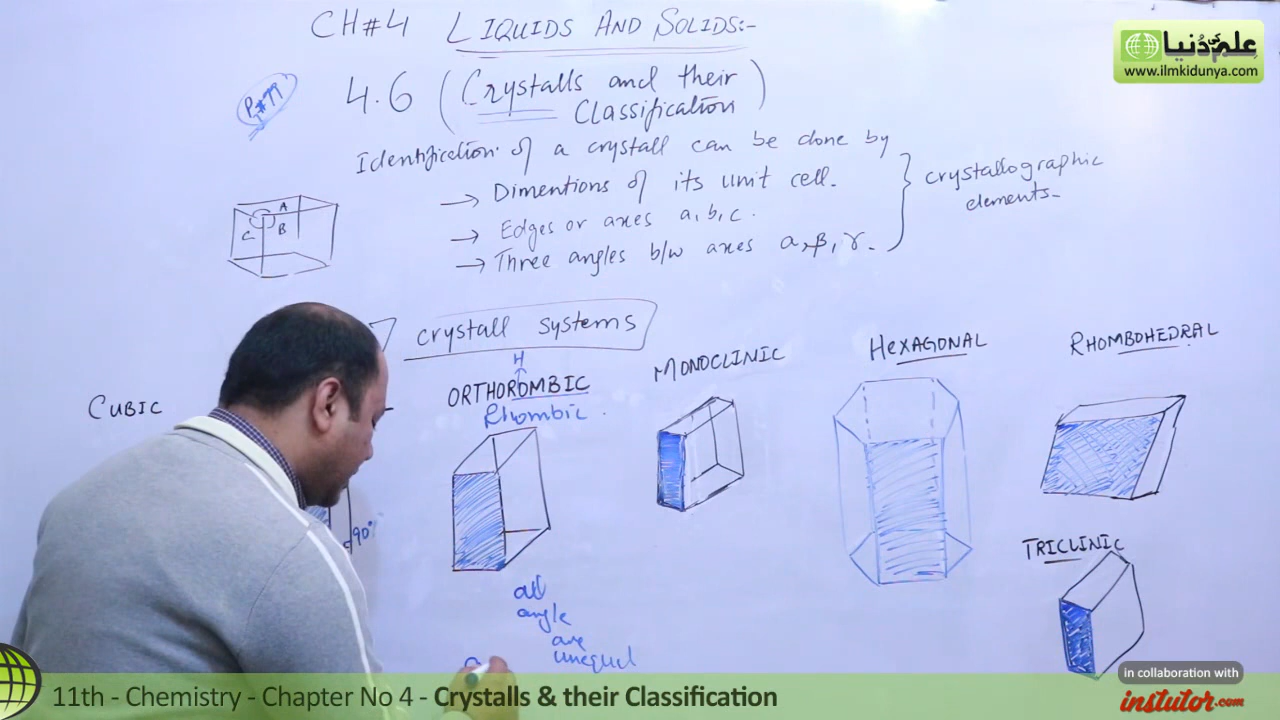 CH#4 LIQUIDS AND SOLIDS:-
علم کی دُنیا
www.ilmkidunya.com
P#79
4.6 (Crystalls and their
Classification)
Identification of a crystall can be done by
→ Dimentions of its unit cell.
→ Edges or axes a, b, c.
→ Three angles b/w axes α, β, γ.
crystallographic
elements-
A
B
C
crystall systems
CUBIC
H
ORTHOROMBIC
Rhombic.
MONOCLINIC
HEXAGONAL
RHOMBOHEDRAL
90°
TRICLINIC
all
angle
are
unequal
11th - Chemistry - Chapter No 4 - Crystalls & their Classification
in collaboration with
instutor.com